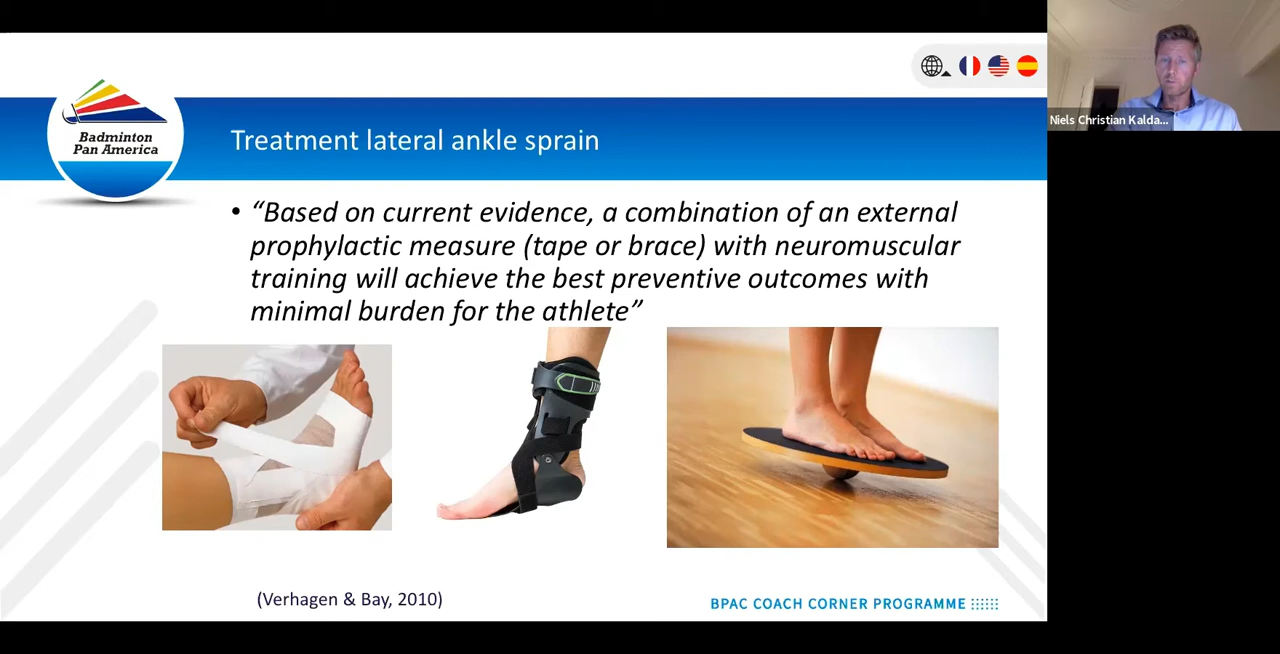 Badminton
Pan America
Treatment lateral ankle sprain
Niels Christian Kalda...
• “Based on current evidence, a combination of an external
prophylactic measure (tape or brace) with neuromuscular
training will achieve the best preventive outcomes with
minimal burden for the athlete”
(Verhagen & Bay, 2010)
BPAC COACH CORNER PROGRAMME